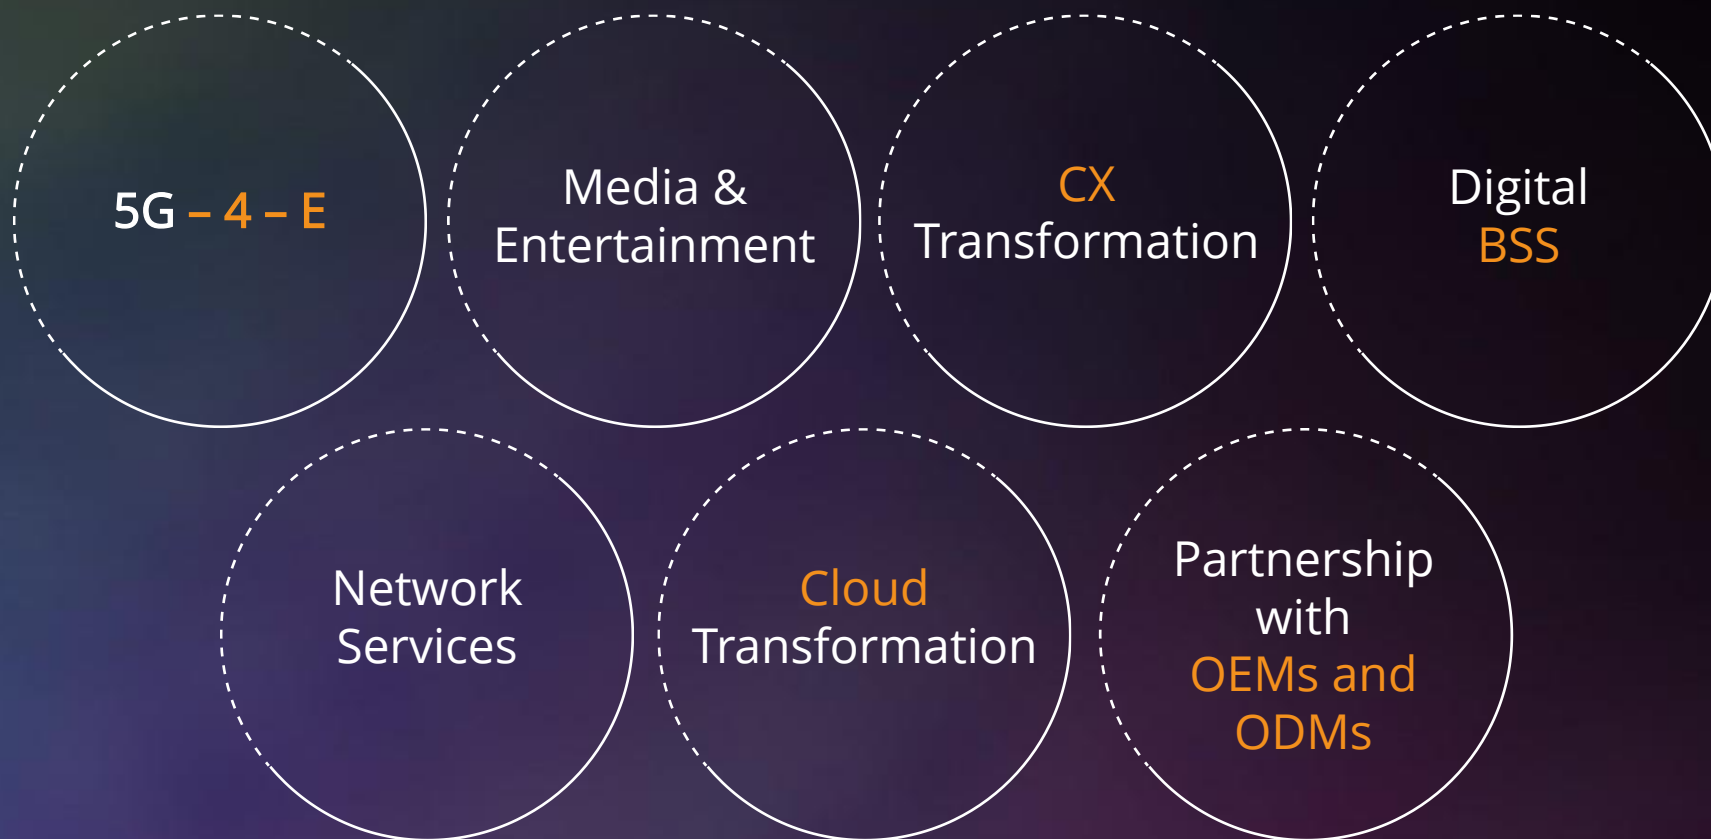 5G – 4 – E
Media &
Entertainment
CX
Transformation
Digital
BSS
Network
Services
Cloud
Transformation
Partnership
with
OEMs and
ODMs